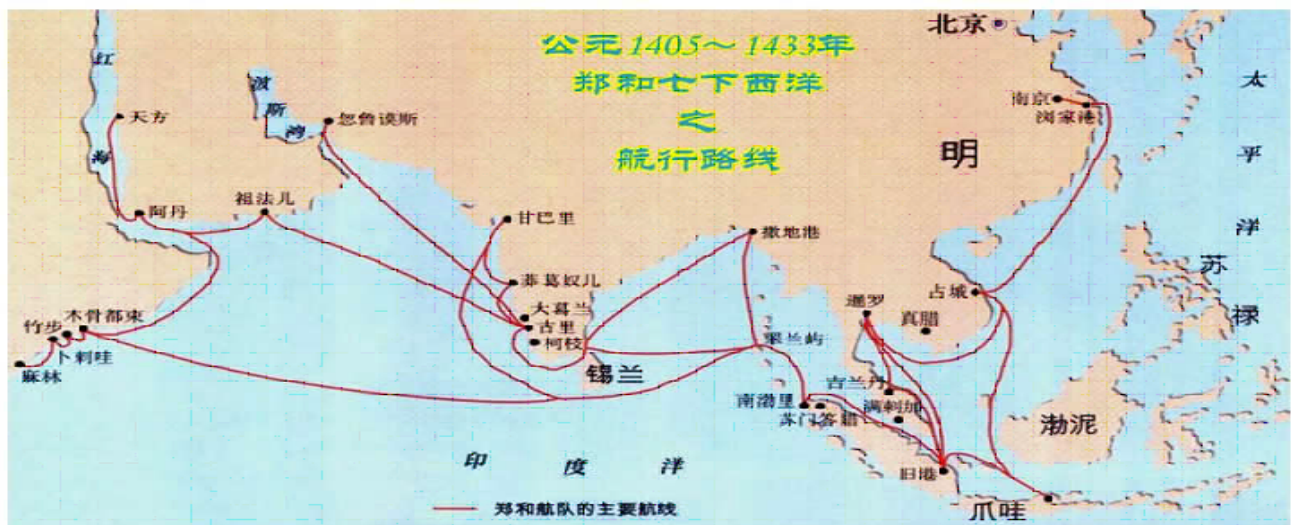 公元1405～1433年
郑和七下西洋
之
航行路线
北京
太平洋
红海
波斯湾
天方
忽鲁谟斯
南京
浏家港
明
祖法儿
阿丹
甘巴里
撒地港
苏禄
莽葛奴儿
占城
暹罗
大葛兰
真腊
木骨都束
竹步
古里
柯枝
翠兰屿
卜剌哇
麻林
锡兰
吉兰丹
南渤里
满剌加
苏门答腊
渤泥
印度洋
旧港
爪哇
郑和航队的主要航线